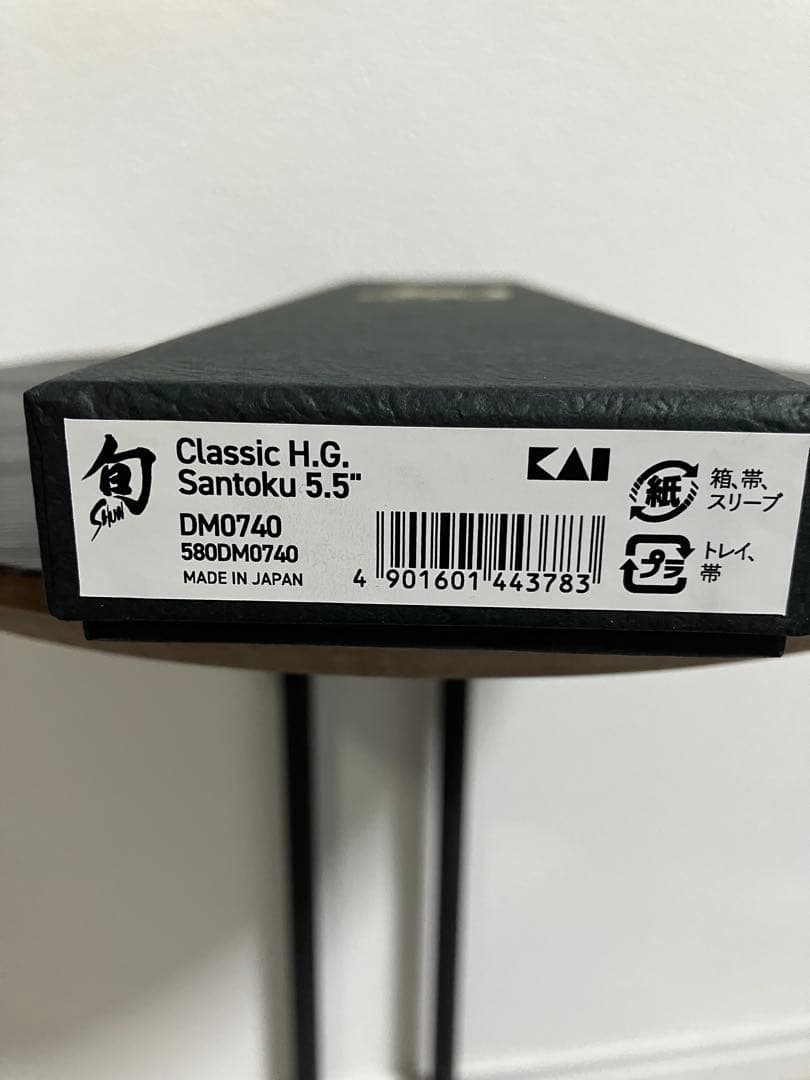 旬
SHUN
Classic H.G.
Santoku 5.5"
DM0740
580DM0740
MADE IN JAPAN
KAI
4 901601 443783
紙
箱、帯、
スリーブ
プラ
トレイ、
帯